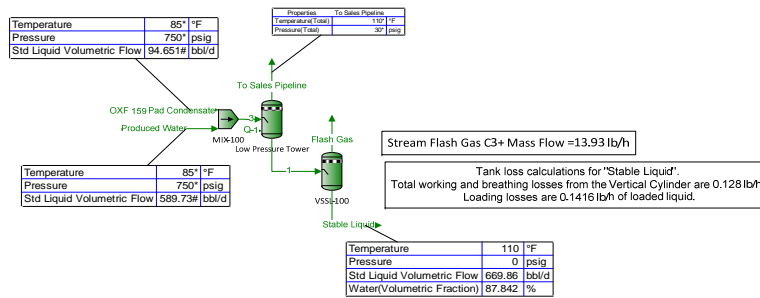 Properties To Sales Pipeline
Temperature(Total) 110* °F
Pressure(Total) 30* psig
Temperature 85* °F
Pressure 750* psig
Std Liquid Volumetric Flow 94.651# bbl/d
To Sales Pipeline
OXF 159 Pad Condensate
3
Q-1
Produced Water
MIX-100
Low Pressure Tower
Flash Gas
Stream Flash Gas C3+ Mass Flow =13.93 lb/h
Temperature 85* °F
Pressure 750* psig
Std Liquid Volumetric Flow 589.73# bbl/d
1
Tank loss calculations for "Stable Liquid".
Total working and breathing losses from the Vertical Cylinder are 0.128 lb/h
Loading losses are 0.1416 lb/h of loaded liquid.
VSSL-100
Stable Liquid
Temperature 110 °F
Pressure 0 psig
Std Liquid Volumetric Flow 669.86 bbl/d
Water(Volumetric Fraction) 87.842 %